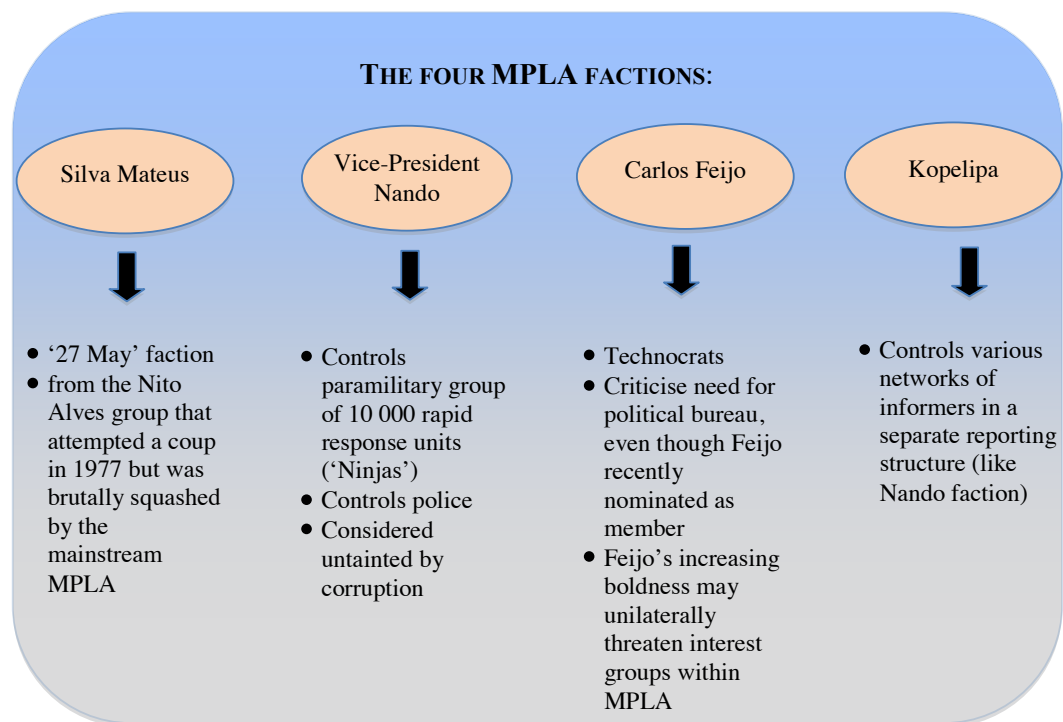 THE FOUR MPLA FACTIONS:
Silva Mateus
‘27 May’ faction
from the Nito
Alves group that
attempted a coup
in 1977 but was
brutally squashed
by the
mainstream
MPLA
Vice-President
Nando
Controls
paramilitary group
of 10 000 rapid
response units
(‘Ninjas’)
Controls police
Considered
untainted by
corruption
Carlos Feijo
Technocrats
Criticise need for
political bureau,
even though Feijo
recently
nominated as
member
Feijo’s increasing
boldness may
unilaterally
threaten interest
groups within
MPLA
Kopelipa
Controls various
networks of
informers in a
separate reporting
structure (like
Nando faction)